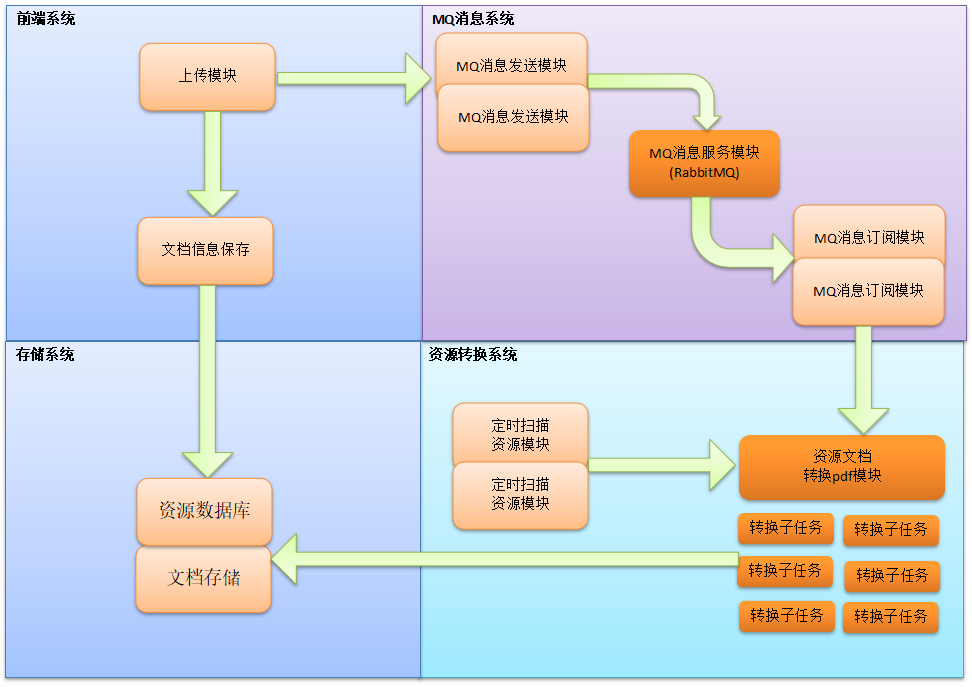 前端系统
上传模块
文档信息保存
MQ消息系统
MQ消息发送模块
MQ消息发送模块
MQ消息服务模块
(RabbitMQ)
MQ消息订阅模块
MQ消息订阅模块
存储系统
资源数据库
文档存储
资源转换系统
定时扫描
资源模块
定时扫描
资源模块
资源文档
转换pdf模块
转换子任务
转换子任务
转换子任务
转换子任务
转换子任务
转换子任务